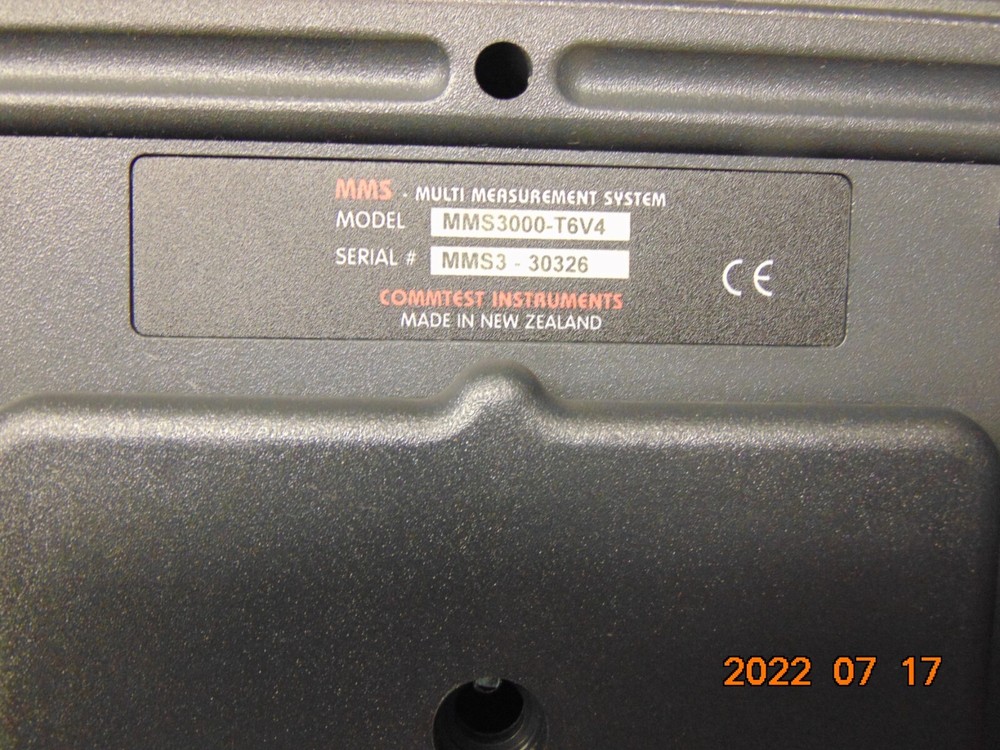 MMS - MULTI MEASUREMENT SYSTEM
MODEL MMS3000-T6V4
SERIAL # MMS3 - 30326
CE
COMMTEST INSTRUMENTS
MADE IN NEW ZEALAND
2022 07 17